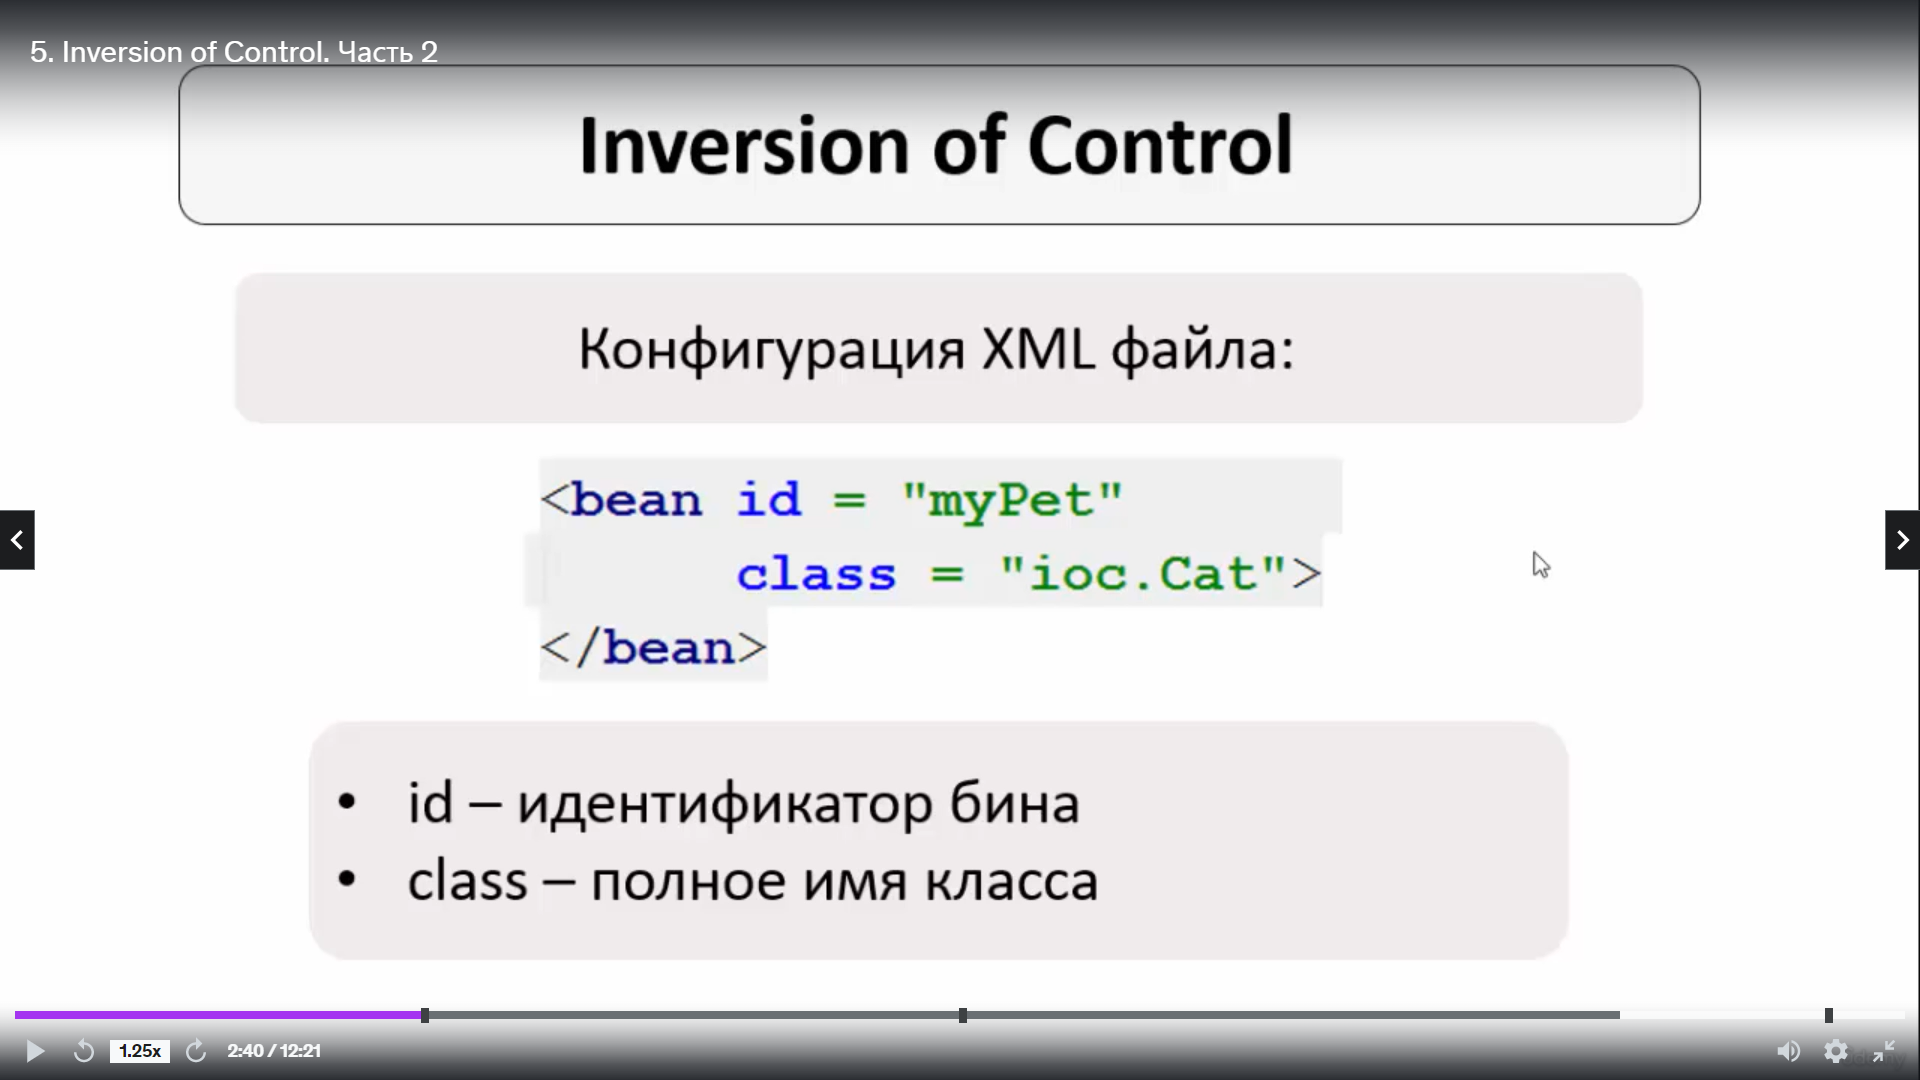 5. Inversion of Control. Часть 2
Inversion of Control
Конфигурация XML файла:
<bean id = "myPet"
class = "ioc.Cat">
</bean>
• id – идентификатор бина
• class – полное имя класса
1.25x
2:40 / 12:21